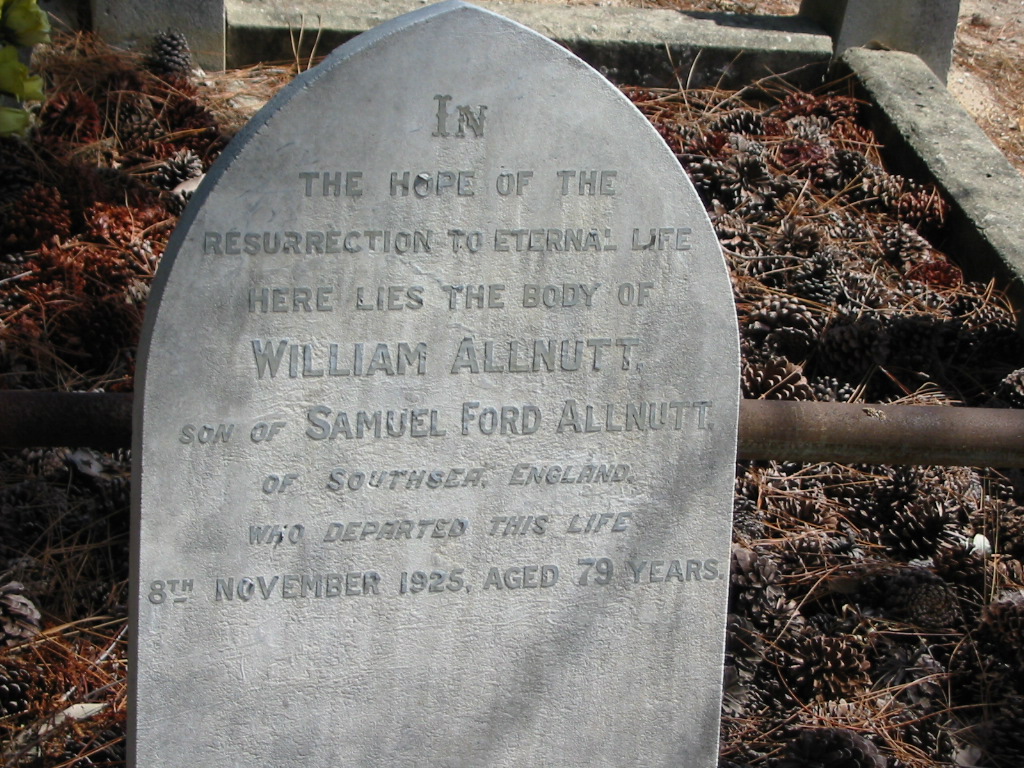 IN
THE HOPE OF THE
RESURRECTION TO ETERNAL LIFE
HERE LIES THE BODY OF
WILLIAM ALLNUTT,
SON OF SAMUEL FORD ALLNUTT,
OF SOUTHSEA, ENGLAND,
WHO DEPARTED THIS LIFE
8TH NOVEMBER 1925, AGED 79 YEARS.